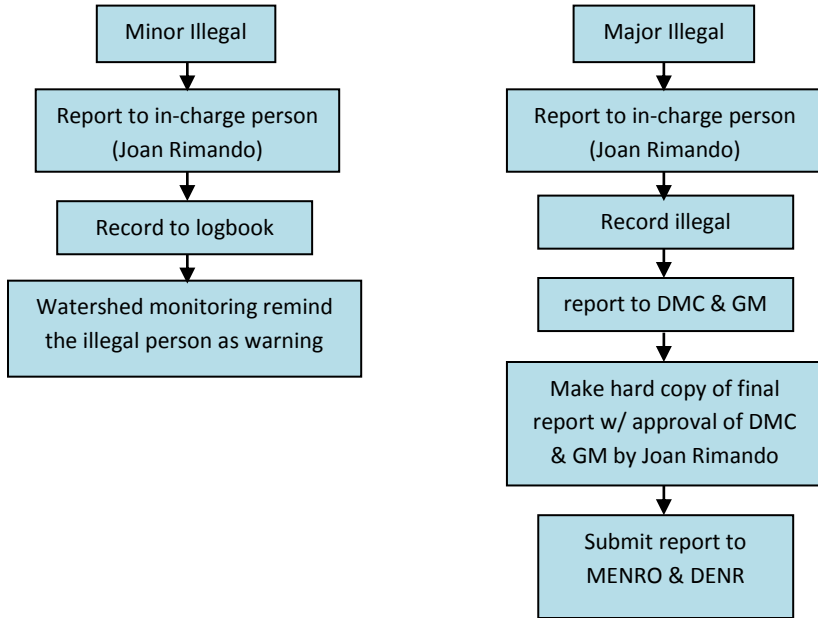 Minor Illegal
Report to in-charge person
(Joan Rimando)
Record to logbook
Watershed monitoring remind
the illegal person as warning
Major Illegal
Report to in-charge person
(Joan Rimando)
Record illegal
report to DMC & GM
Make hard copy of final
report w/ approval of DMC
& GM by Joan Rimando
Submit report to
MENRO & DENR